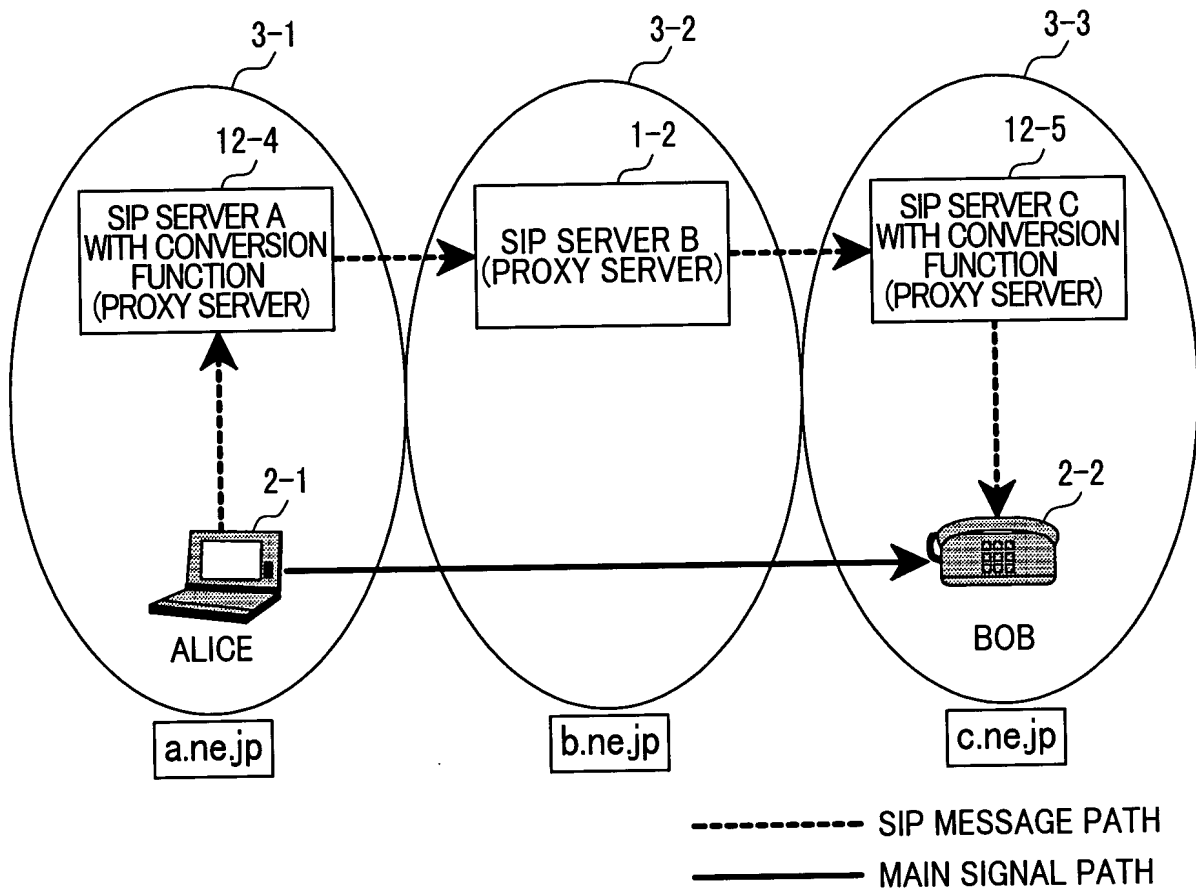 3-1
3-2
3-3
12-4
1-2
12-5
SIP SERVER A
WITH CONVERSION
FUNCTION
(PROXY SERVER)
SIP SERVER B
(PROXY SERVER)
SIP SERVER C
WITH CONVERSION
FUNCTION
(PROXY SERVER)
2-1
2-2
ALICE
BOB
a.ne.jp
b.ne.jp
c.ne.jp
SIP MESSAGE PATH
MAIN SIGNAL PATH